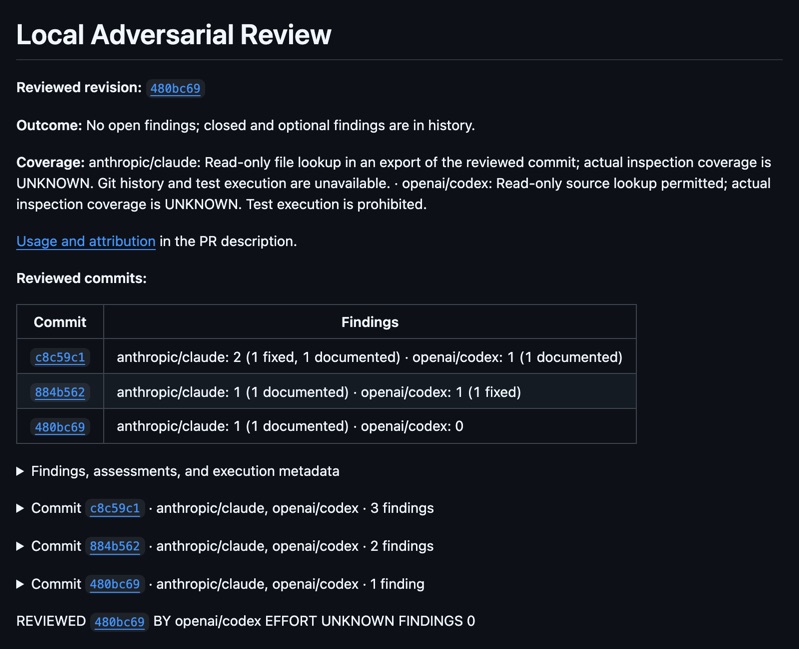 Local Adversarial Review
Reviewed revision: 480bc69
Outcome: No open findings; closed and optional findings are in history.
Coverage: anthropic/claude: Read-only file lookup in an export of the reviewed commit; actual inspection coverage is
UNKNOWN. Git history and test execution are unavailable. · openai/codex: Read-only source lookup permitted; actual
inspection coverage is UNKNOWN. Test execution is prohibited.
Usage and attribution in the PR description.
Reviewed commits:
Commit Findings
c8c59c1 anthropic/claude: 2 (1 fixed, 1 documented) · openai/codex: 1 (1 documented)
884b562 anthropic/claude: 1 (1 documented) · openai/codex: 1 (1 fixed)
480bc69 anthropic/claude: 1 (1 documented) · openai/codex: 0
Findings, assessments, and execution metadata
Commit c8c59c1 · anthropic/claude, openai/codex · 3 findings
Commit 884b562 · anthropic/claude, openai/codex · 2 findings
Commit 480bc69 · anthropic/claude, openai/codex · 1 finding
REVIEWED 480bc69 BY openai/codex EFFORT UNKNOWN FINDINGS 0